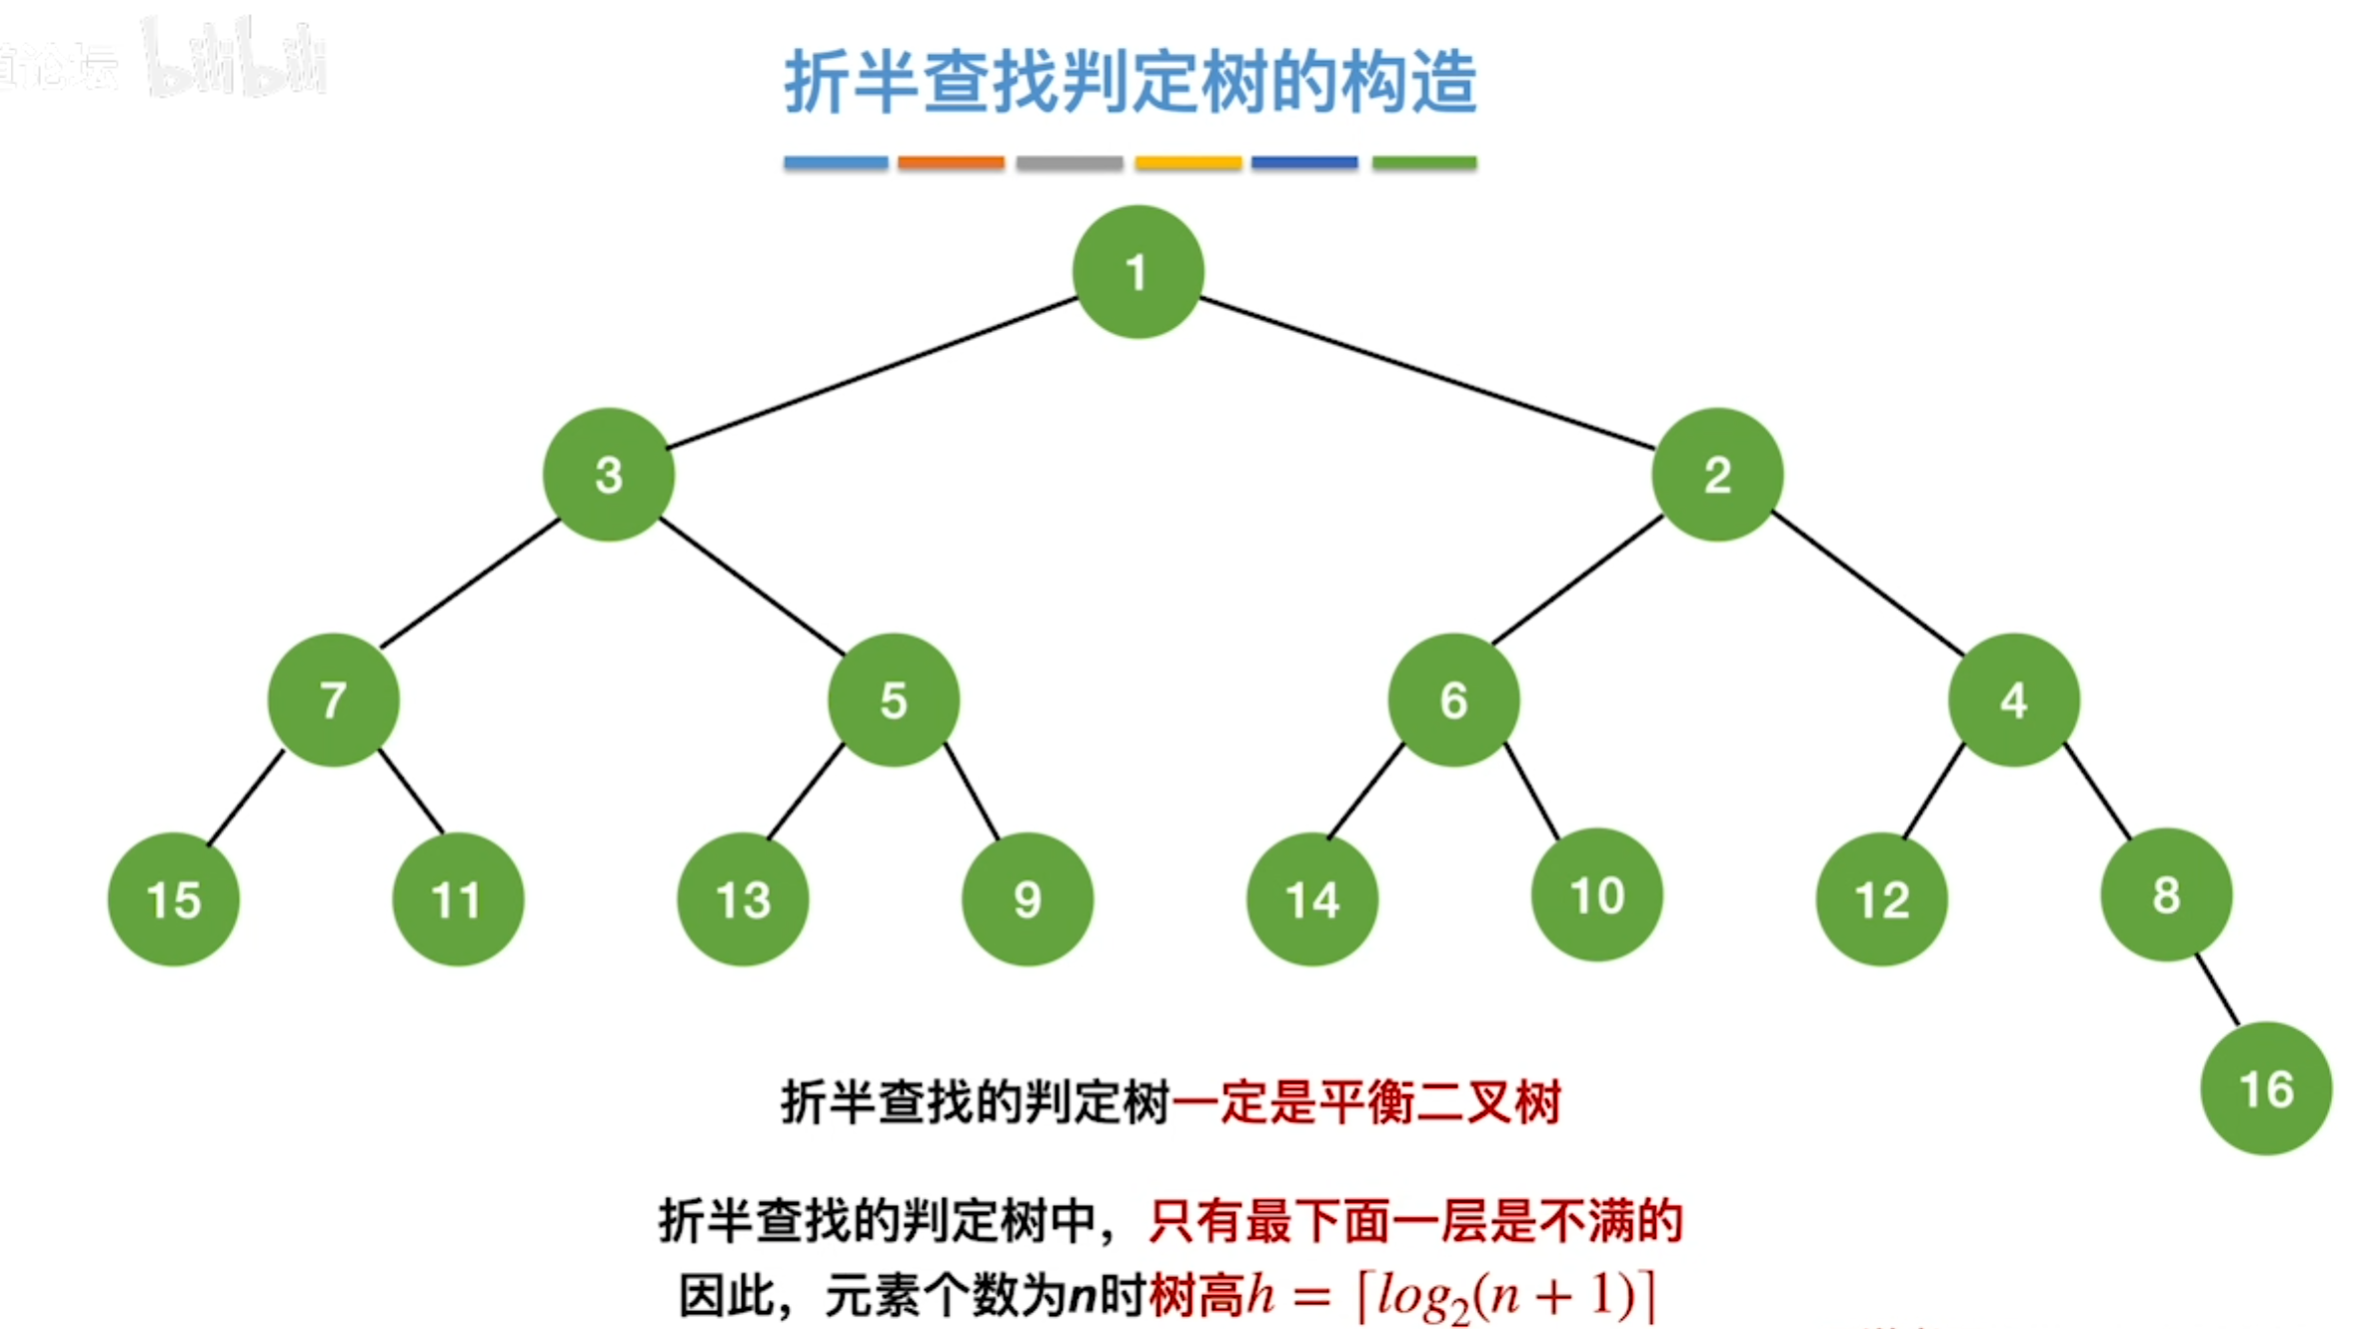 论坛 bilibili
折半查找判定树的构造
1
3 2
7 5 6 4
15 11 13 9 14 10 12 8
16
折半查找的判定树一定是平衡二叉树
折半查找的判定树中，只有最下面一层是不满的
因此，元素个数为n时树高h = ⌈log₂(n + 1)⌉